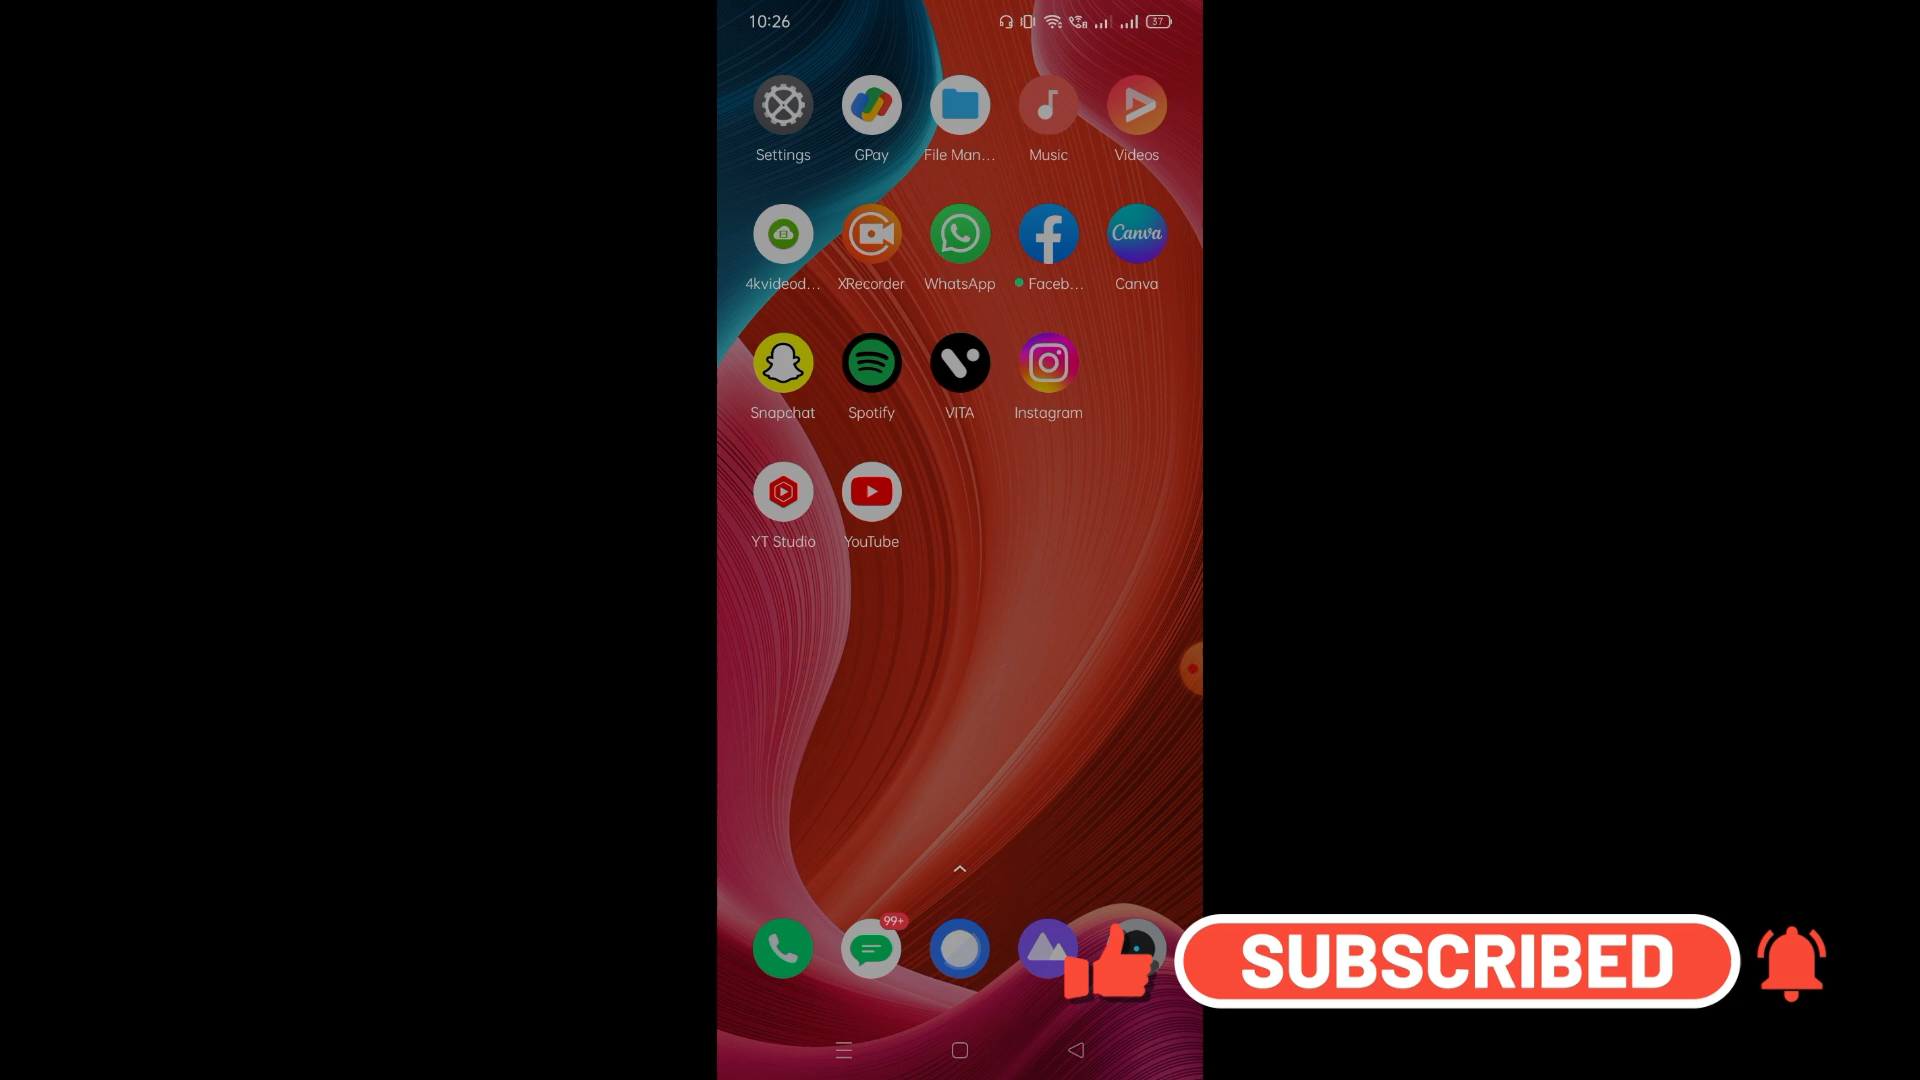 10:26
37
Settings
GPay
File Man...
Music
Videos
Canva
4kvideod...
XRecorder
WhatsApp
Faceb...
Canva
Snapchat
Spotify
VITA
Instagram
YT Studio
YouTube
99+
SUBSCRIBED